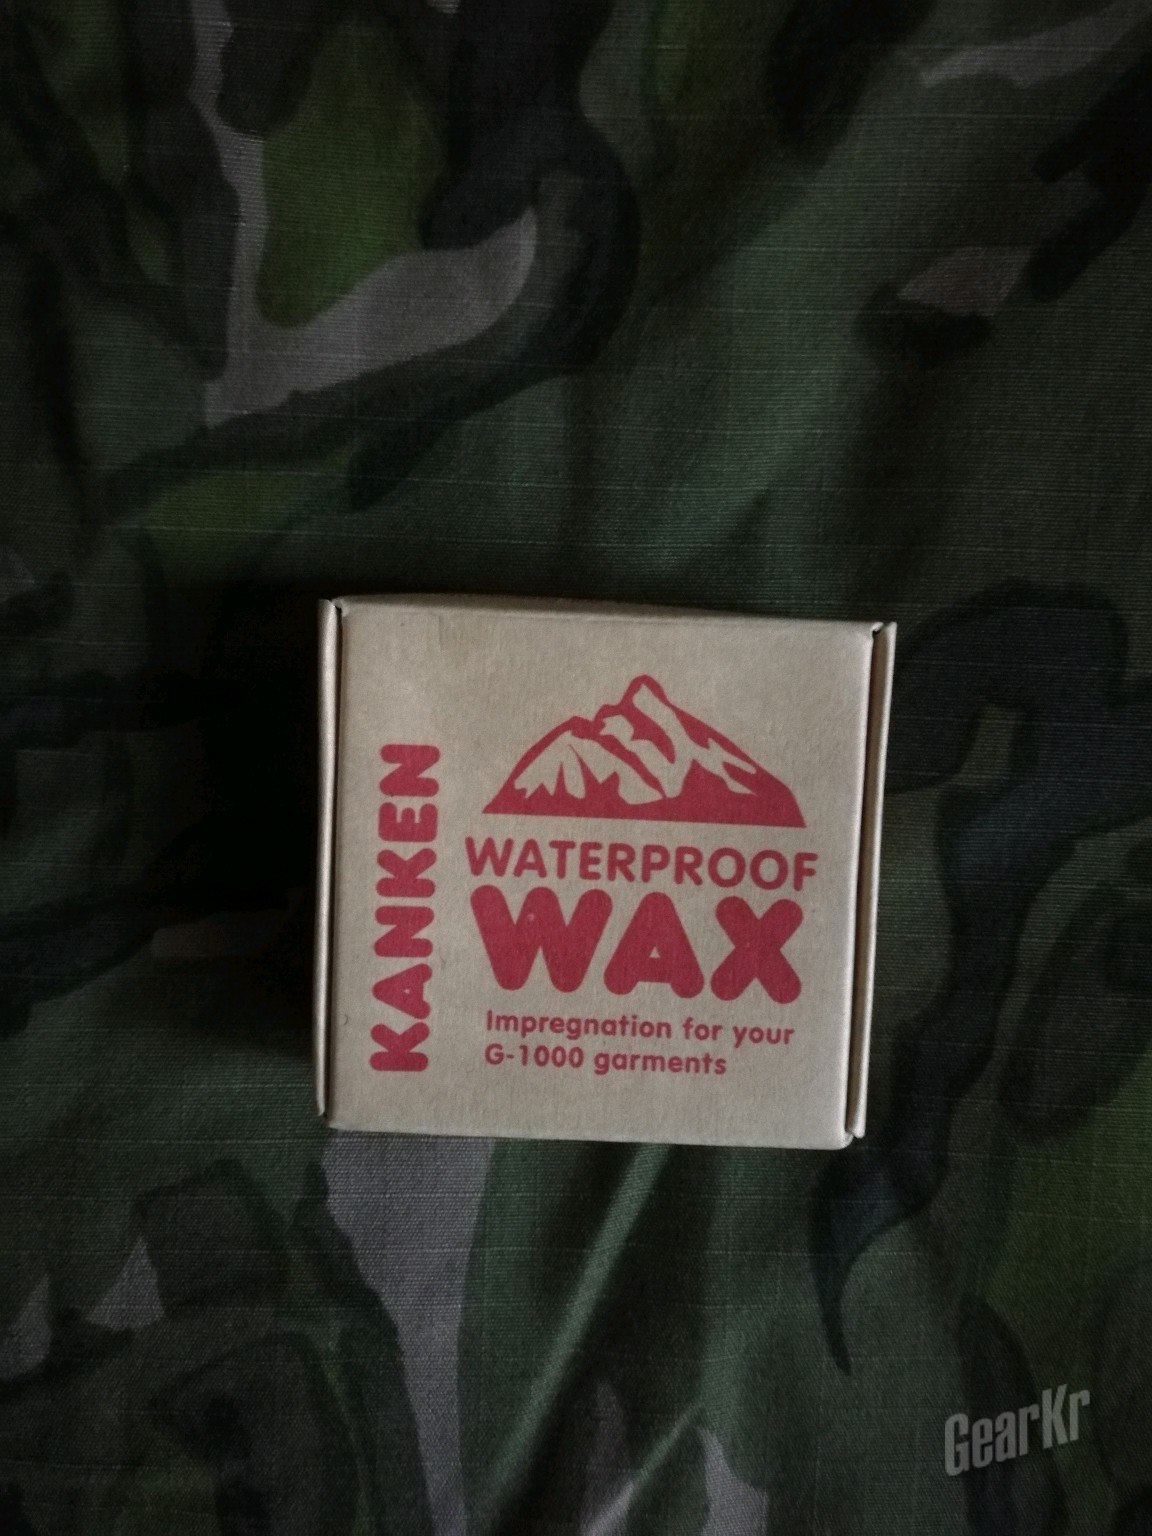 KANKEN
WATERPROOF
WAX
Impregnation for your
G-1000 garments
GearKr